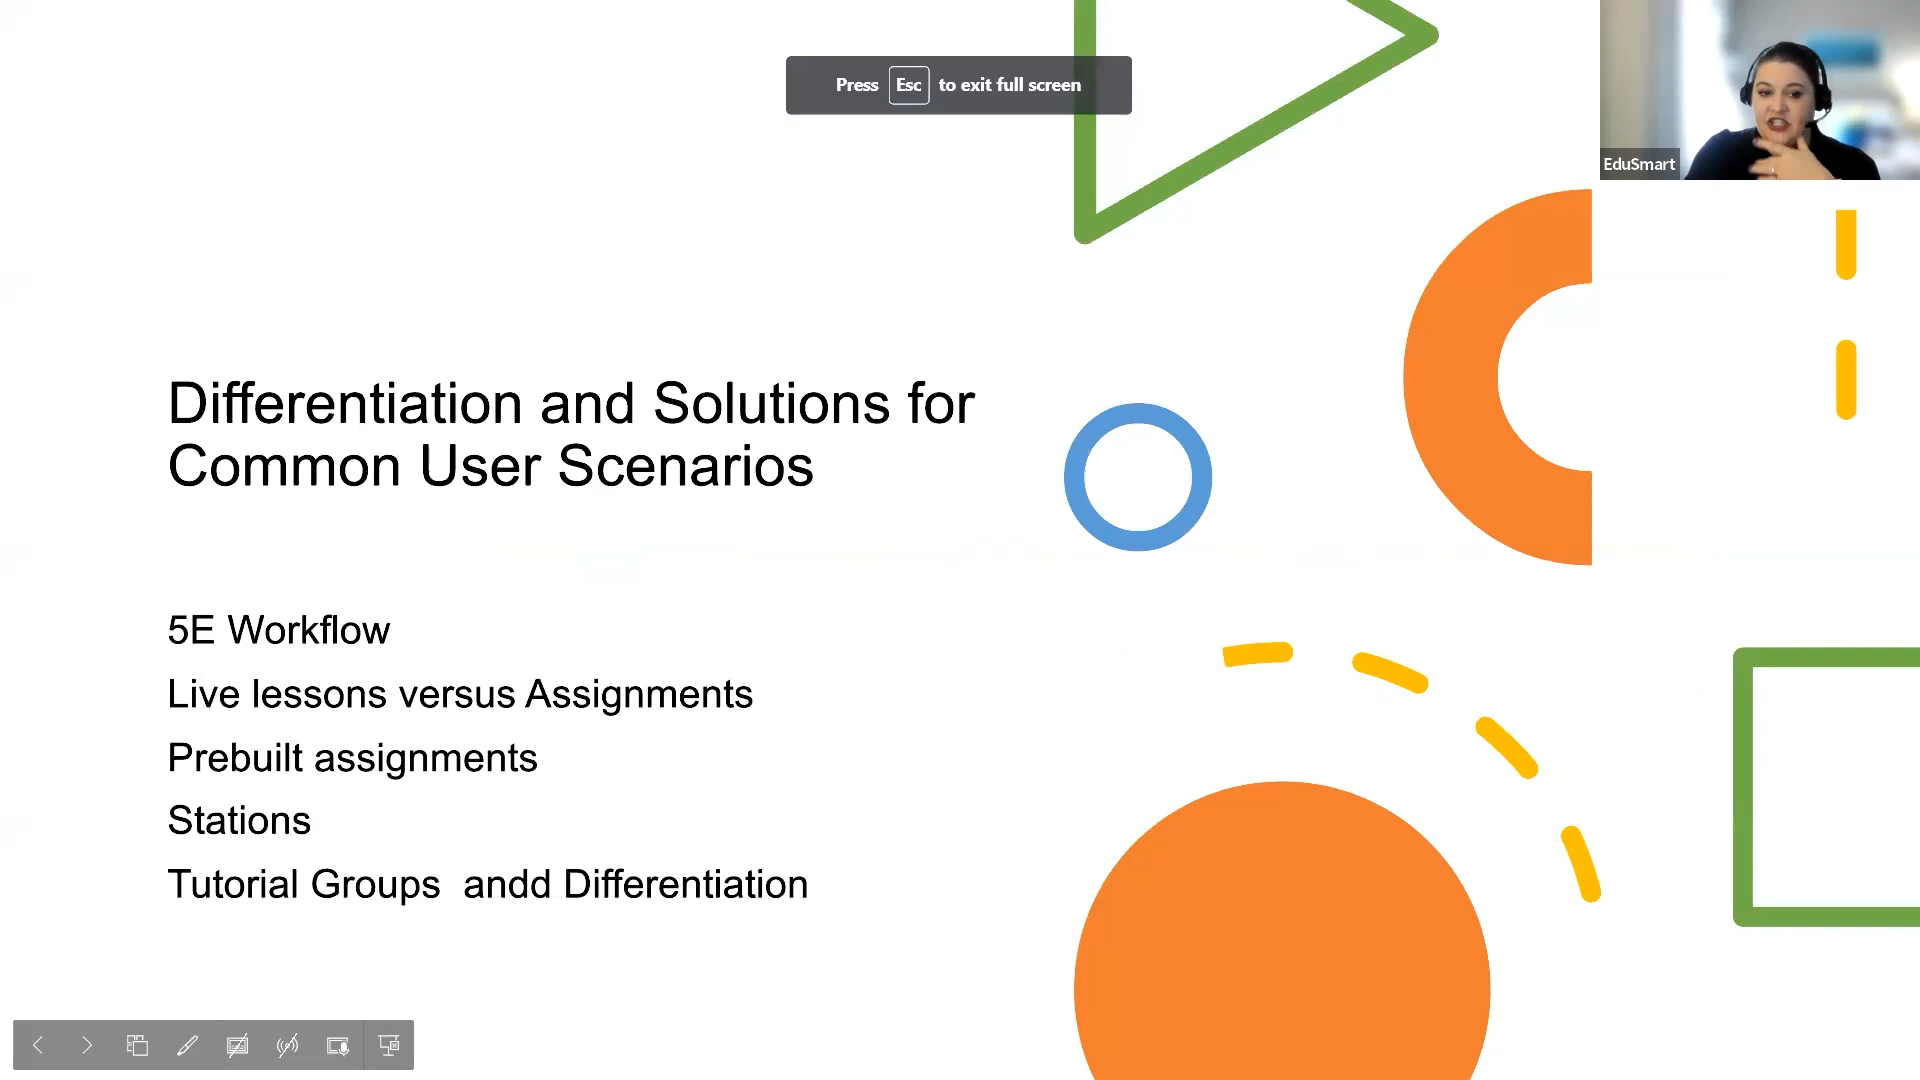 Press Esc to exit full screen
EduSmart
Differentiation and Solutions for
Common User Scenarios
5E Workflow
Live lessons versus Assignments
Prebuilt assignments
Stations
Tutorial Groups  andd Differentiation